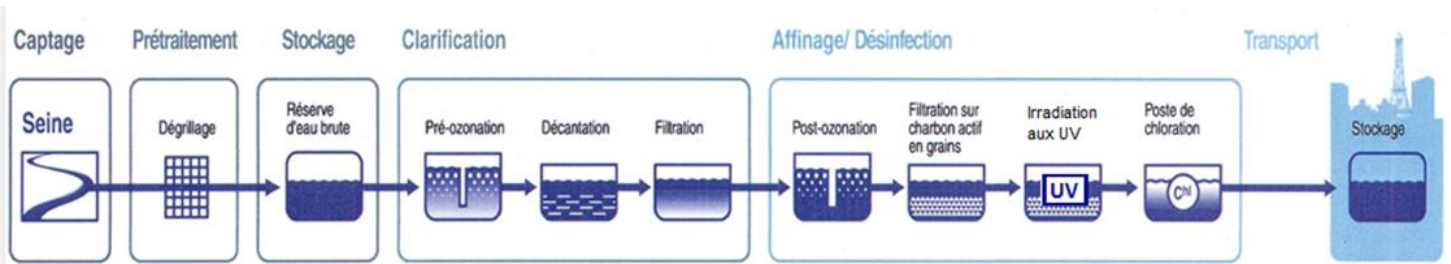 Captage
Prétraitement
Stockage
Clarification
Affinage/ Désinfection
Transport
Seine
Dégrillage
Réserve
d'eau brute
Pré-ozonation
Décantation
Filtration
Post-ozonation
Filtration sur
charbon actif
en grains
Irradiation
aux UV
UV
Poste de
chloration
Chl
Stockage